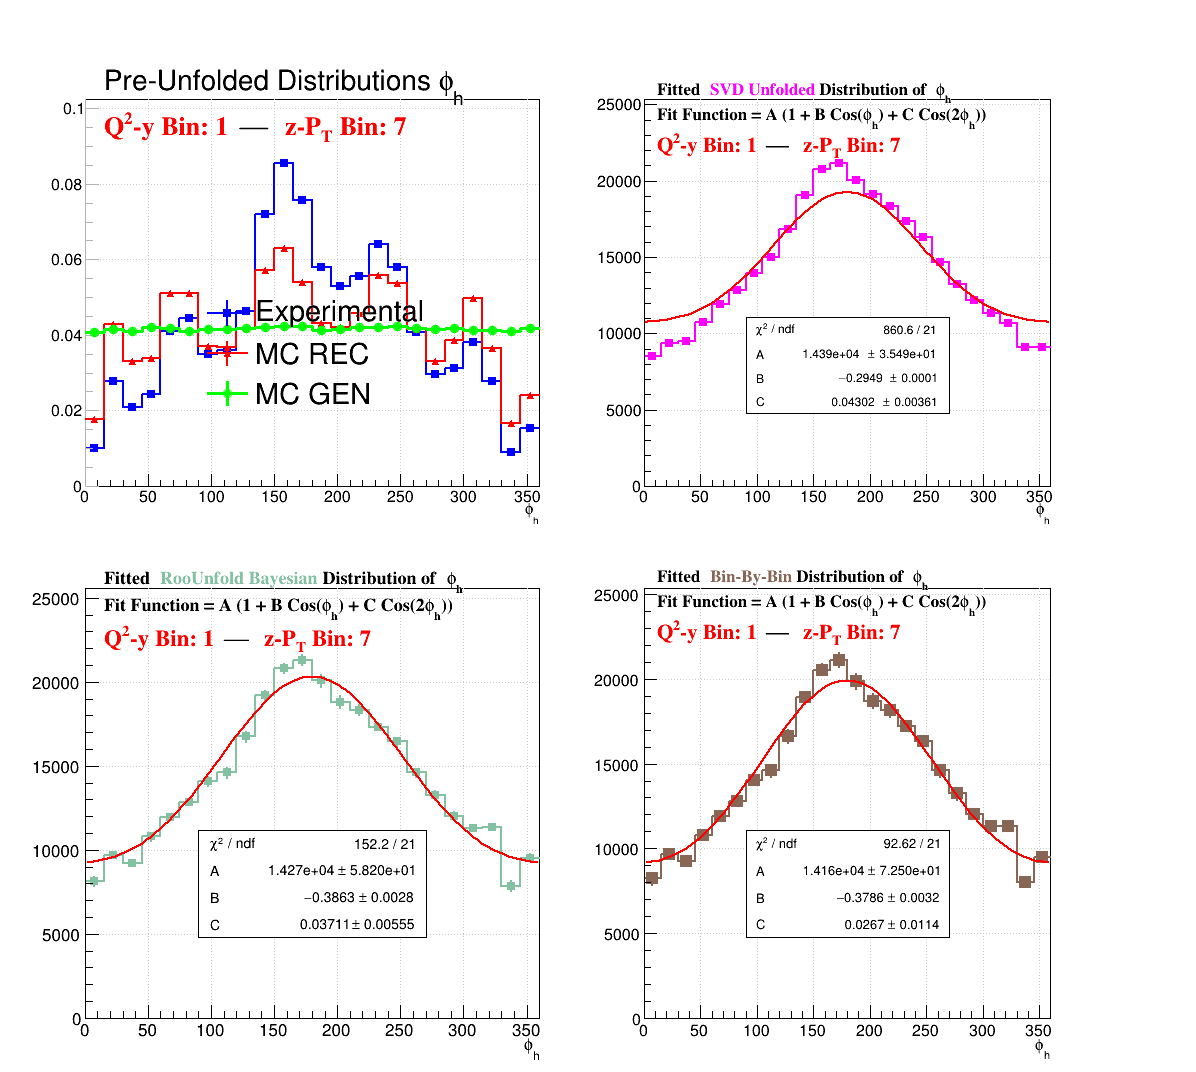 Pre-Unfolded Distributions ϕh
Q²-y Bin: 1 — z-PT Bin: 7
0.1
0.08
0.06
0.04
0.02
0
Experimental
MC REC
MC GEN
0 50 100 150 200 250 300 350
ϕh
Fitted SVD Unfolded Distribution of ϕh
Fit Function = A (1 + B Cos(ϕh) + C Cos(2ϕh))
Q²-y Bin: 1 — z-PT Bin: 7
25000
20000
15000
10000
5000
0
χ² / ndf 860.6 / 21
A 1.439e+04 ± 3.549e+01
B −0.2949 ± 0.0001
C 0.04302 ± 0.00361
0 50 100 150 200 250 300 350
ϕh
Fitted RooUnfold Bayesian Distribution of ϕh
Fit Function = A (1 + B Cos(ϕh) + C Cos(2ϕh))
Q²-y Bin: 1 — z-PT Bin: 7
25000
20000
15000
10000
5000
0
χ² / ndf 152.2 / 21
A 1.427e+04 ± 5.820e+01
B −0.3863 ± 0.0028
C 0.03711 ± 0.00555
0 50 100 150 200 250 300 350
ϕh
Fitted Bin-By-Bin Distribution of ϕh
Fit Function = A (1 + B Cos(ϕh) + C Cos(2ϕh))
Q²-y Bin: 1 — z-PT Bin: 7
25000
20000
15000
10000
5000
0
χ² / ndf 92.62 / 21
A 1.416e+04 ± 7.250e+01
B −0.3786 ± 0.0032
C 0.0267 ± 0.0114
0 50 100 150 200 250 300 350
ϕh